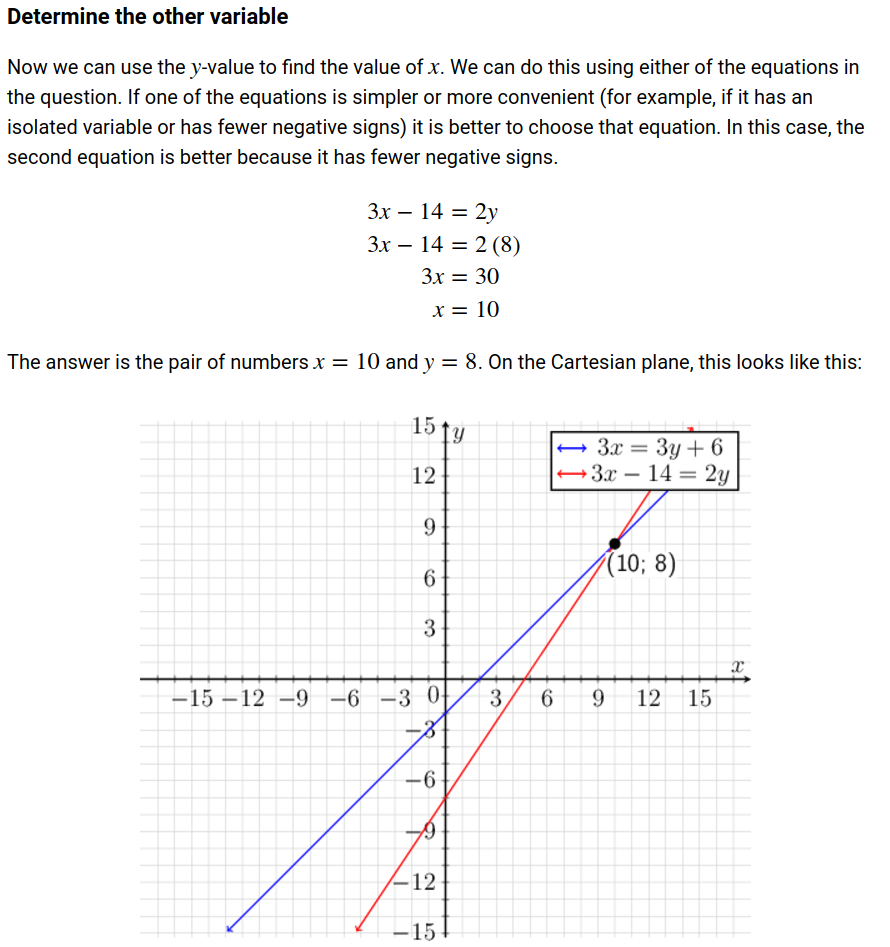 Determine the other variable
Now we can use the y-value to find the value of x. We can do this using either of the equations in
the question. If one of the equations is simpler or more convenient (for example, if it has an
isolated variable or has fewer negative signs) it is better to choose that equation. In this case, the
second equation is better because it has fewer negative signs.
3x − 14 = 2y
3x − 14 = 2 (8)
3x = 30
x = 10
The answer is the pair of numbers x = 10 and y = 8. On the Cartesian plane, this looks like this:
15
y
3x = 3y + 6
3x − 14 = 2y
12
9
(10; 8)
6
3
x
−15 −12 −9 −6 −3 0 3 6 9 12 15
−3
−6
−9
−12
−15